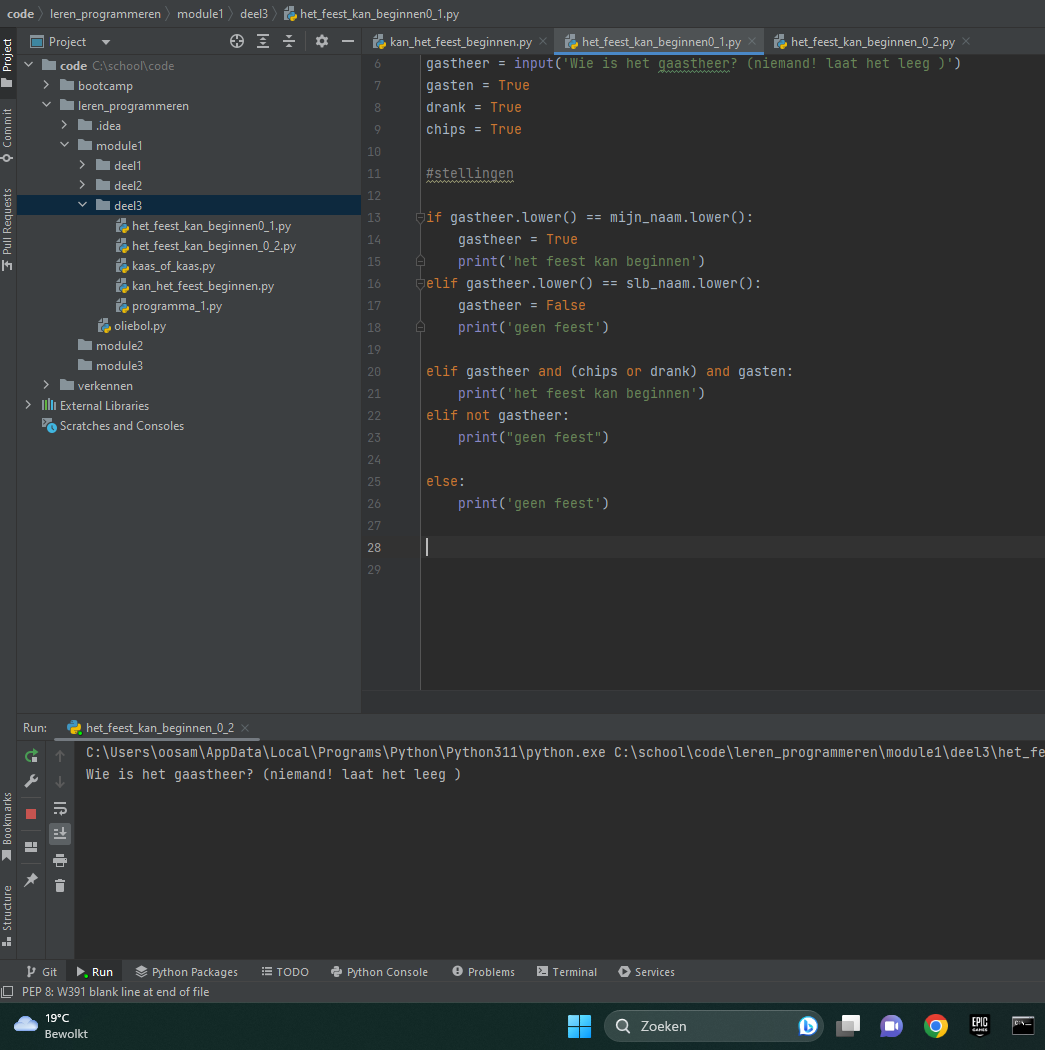 code leren_programmeren module1 deel3 het_feest_kan_beginnen0_1.py
Project
kan_het_feest_beginnen.py het_feest_kan_beginnen0_1.py het_feest_kan_beginnen_0_2.py
Project
Commit
Pull Requests
code C:\school\code
bootcamp
leren_programmeren
.idea
module1
deel1
deel2
deel3
het_feest_kan_beginnen0_1.py
het_feest_kan_beginnen_0_2.py
kaas_of_kaas.py
kan_het_feest_beginnen.py
programma_1.py
oliebol.py
module2
module3
verkennen
External Libraries
Scratches and Consoles
6 gastheer = input('Wie is het gaastheer? (niemand! laat het leeg )')
7 gasten = True
8 drank = True
9 chips = True
10
11 #stellingen
12
13 if gastheer.lower() == mijn_naam.lower():
14 gastheer = True
15 print('het feest kan beginnen')
16 elif gastheer.lower() == slb_naam.lower():
17 gastheer = False
18 print('geen feest')
19
20 elif gastheer and (chips or drank) and gasten:
21 print('het feest kan beginnen')
22 elif not gastheer:
23 print("geen feest")
24
25 else:
26 print('geen feest')
27
28
29
Run: het_feest_kan_beginnen_0_2
C:\Users\oosam\AppData\Local\Programs\Python\Python311\python.exe C:\school\code\leren_programmeren\module1\deel3\het_fe
Wie is het gaastheer? (niemand! laat het leeg )
Bookmarks
Structure
Git Run Python Packages TODO Python Console Problems Terminal Services
PEP 8: W391 blank line at end of file
19°C
Bewolkt
Zoeken
EPIC
GAMES